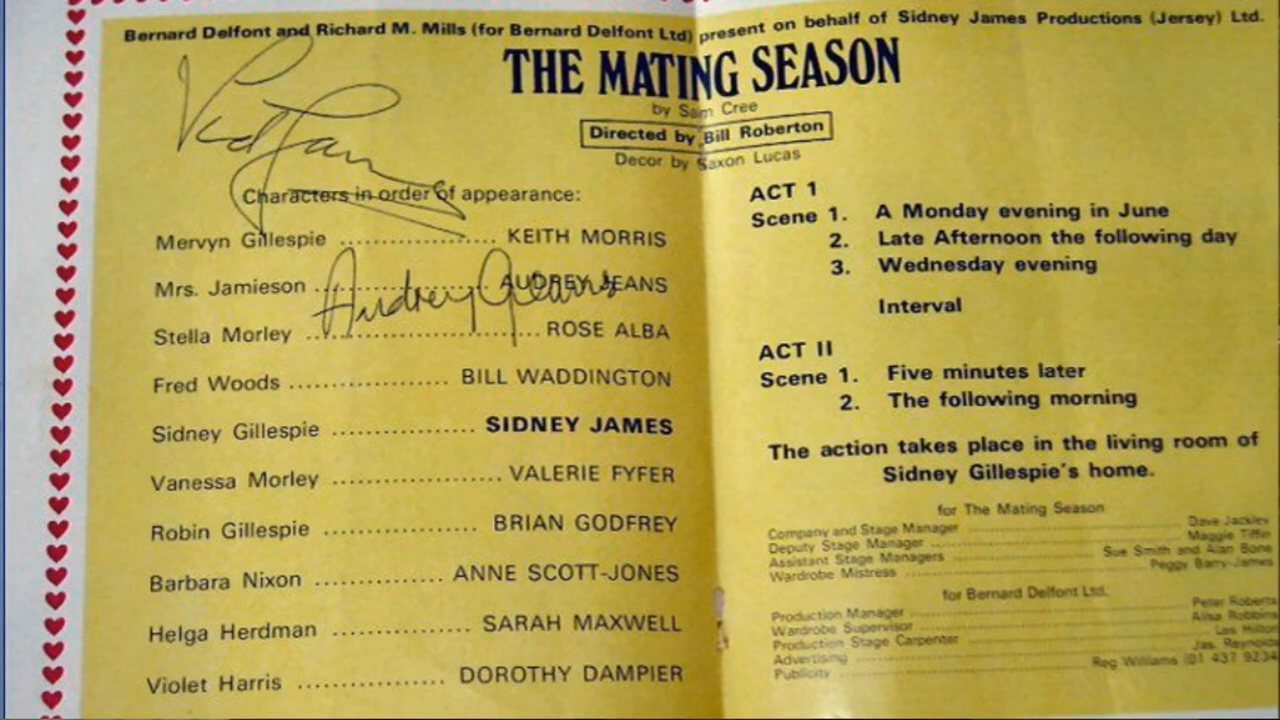 Bernard Delfont and Richard M. Mills (for Bernard Delfont Ltd) present on behalf of Sidney James Productions (Jersey) Ltd.
THE MATING SEASON
by Sam Cree
Directed by Bill Roberton
Decor by Saxon Lucas
Characters in order of appearance:
Mervyn Gillespie ........................ KEITH MORRIS
Mrs. Jamieson ........................ AUDREY JEANS
Audrey Jeans
Stella Morley ........................ ROSE ALBA
Fred Woods ........................ BILL WADDINGTON
Sidney Gillespie ........................ SIDNEY JAMES
Vanessa Morley ........................ VALERIE FYFER
Robin Gillespie ........................ BRIAN GODFREY
Barbara Nixon ........................ ANNE SCOTT-JONES
Helga Herdman ........................ SARAH MAXWELL
Violet Harris ........................ DOROTHY DAMPIER
ACT 1
Scene 1. A Monday evening in June
2. Late Afternoon the following day
3. Wednesday evening
Interval
ACT II
Scene 1. Five minutes later
2. The following morning
The action takes place in the living room of
Sidney Gillespie's home.
for The Mating Season
Company and Stage Manager ........................ Dave Jackley
Deputy Stage Manager ........................ Maggie Tiffin
Assistant Stage Managers ........................ Sue Smith and Alan Bone
Wardrobe Mistress ........................ Peggy Barry-James
for Bernard Delfont Ltd.
Production Manager ........................ Peter Roberts
Wardrobe Supervisor ........................ Ailsa Robbins
Production Stage Carpenter ........................ Les
Advertising ........................ Jas. Reynolds
Publicity ........................ Reg Williams (01 437 9234